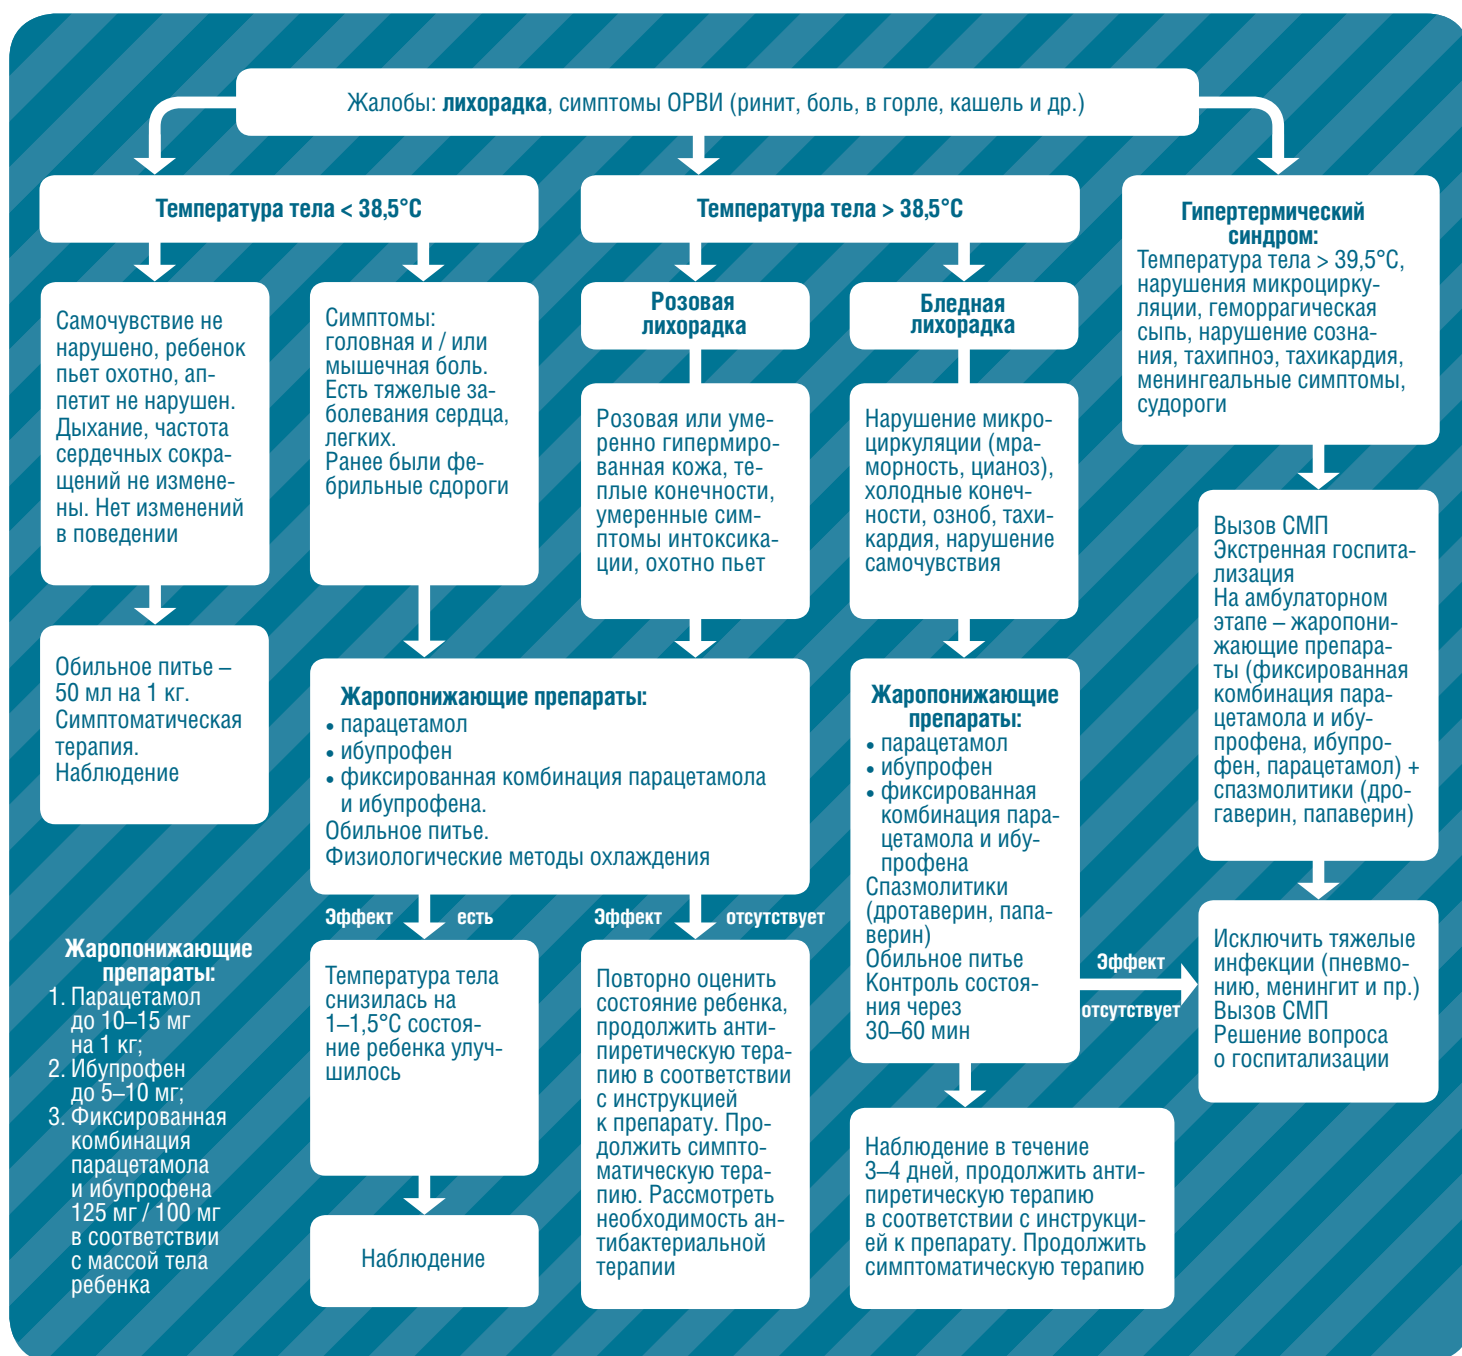 Жалобы: лихорадка, симптомы ОРВИ (ринит, боль, в горле, кашель и др.)
Температура тела < 38,5°С
Самочувствие не
нарушено, ребенок
пьет охотно, ап-
петит не нарушен.
Дыхание, частота
сердечных сокра-
щений не измене-
ны. Нет изменений
в поведении
Обильное питье –
50 мл на 1 кг.
Симптоматическая
терапия.
Наблюдение
Симптомы:
головная и / или
мышечная боль.
Есть тяжелые за-
болевания сердца,
легких.
Ранее были фе-
брильные сдороги
Температура тела > 38,5°С
Розовая
лихорадка
Розовая или уме-
ренно гипермиро-
ванная кожа, те-
плые конечности,
умеренные сим-
птомы интоксика-
ции, охотно пьет
Жаропонижающие препараты:
• парацетамол
• ибупрофен
• фиксированная комбинация парацетамола
и ибупрофена.
Обильное питье.
Физиологические методы охлаждения
Эффект есть
Температура тела
снизилась на
1–1,5°С состоя-
ние ребенка улуч-
шилось
Наблюдение
Эффект отсутствует
Повторно оценить
состояние ребенка,
продолжить анти-
пиретическую тера-
пию в соответствии
с инструкцией
к препарату. Про-
должить симпто-
матическую тера-
пию. Рассмотреть
необходимость ан-
тибактериальной
терапии
Бледная
лихорадка
Нарушение микро-
циркуляции (мра-
морность, цианоз),
холодные конеч-
ности, озноб, тахи-
кардия, нарушение
самочувствия
Жаропонижающие
препараты:
• парацетамол
• ибупрофен
• фиксированная
комбинация пара-
цетамола и ибу-
профена
Спазмолитики
(дротаверин, папа-
верин)
Обильное питье
Контроль состоя-
ния через
30–60 мин
Эффект
отсутствует
Наблюдение в течение
3–4 дней, продолжить анти-
пиретическую терапию
в соответствии с инструкци-
ей к препарату. Продолжить
симптоматическую терапию
Гипертермический
синдром:
Температура тела > 39,5°С,
нарушения микроцирку-
ляции, геморрагическая
сыпь, нарушение созна-
ния, тахипноэ, тахикардия,
менингеальные симптомы,
судороги
Вызов СМП
Экстренная госпита-
лизация
На амбулаторном
этапе – жаропони-
жающие препара-
ты (фиксированная
комбинация пара-
цетамола и ибу-
профена, ибупро-
фен, парацетамол) +
спазмолитики (дро-
гаверин, папаверин)
Исключить тяжелые
инфекции (пневмо-
нию, менингит и пр.)
Вызов СМП
Решение вопроса
о госпитализации
Жаропонижающие
препараты:
1. Парацетамол
до 10–15 мг
на 1 кг;
2. Ибупрофен
до 5–10 мг;
3. Фиксированная
комбинация
парацетамола
и ибупрофена
125 мг / 100 мг
в соответствии
с массой тела
ребенка